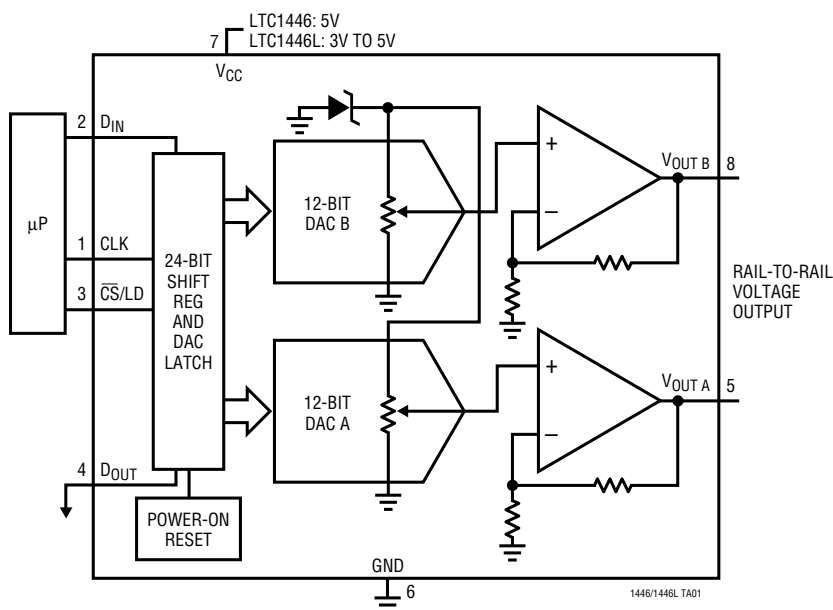 LTC1446: 5V
LTC1446L: 3V TO 5V
7
VCC
2 DIN
µP
1 CLK
3 CS/LD
24-BIT
SHIFT
REG
AND
DAC
LATCH
12-BIT
DAC B
+
–
VOUT B 8
RAIL-TO-RAIL
VOLTAGE
OUTPUT
12-BIT
DAC A
+
–
VOUT A 5
4 DOUT
POWER-ON
RESET
GND
6
1446/1446L TA01